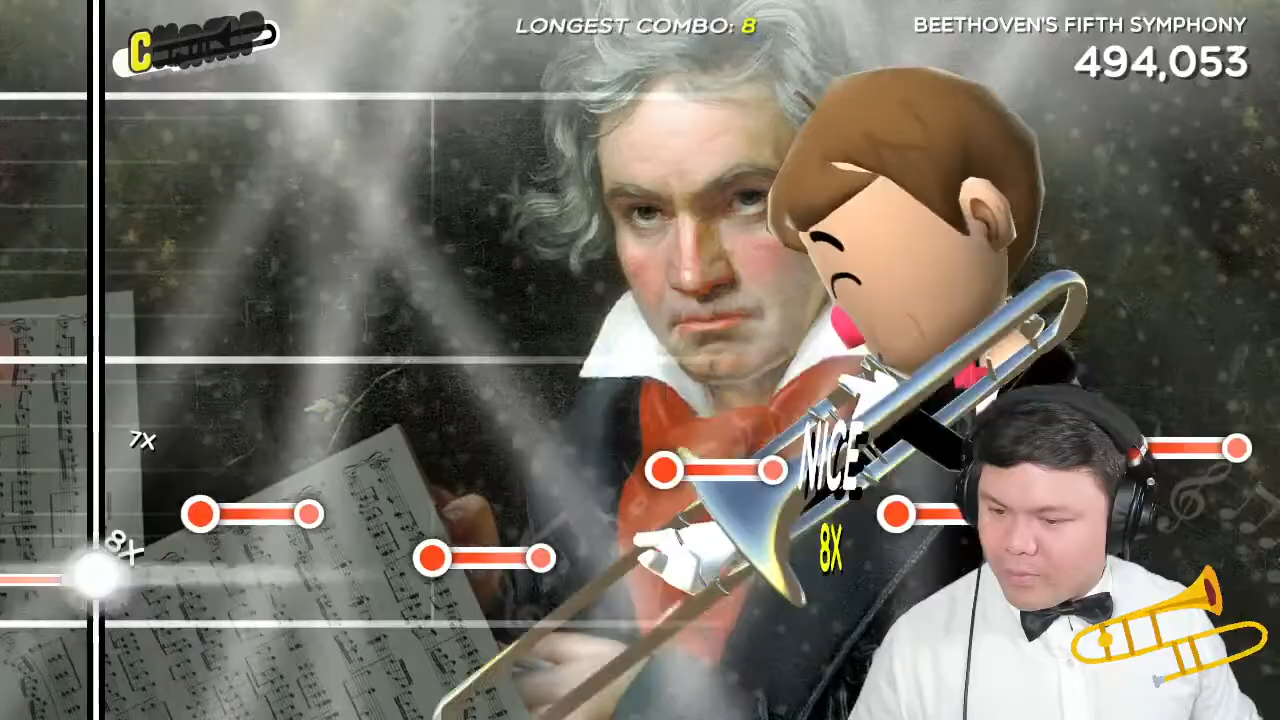 C
LONGEST COMBO: 8
BEETHOVEN'S FIFTH SYMPHONY
494,053
7X
8X
NICE
8X